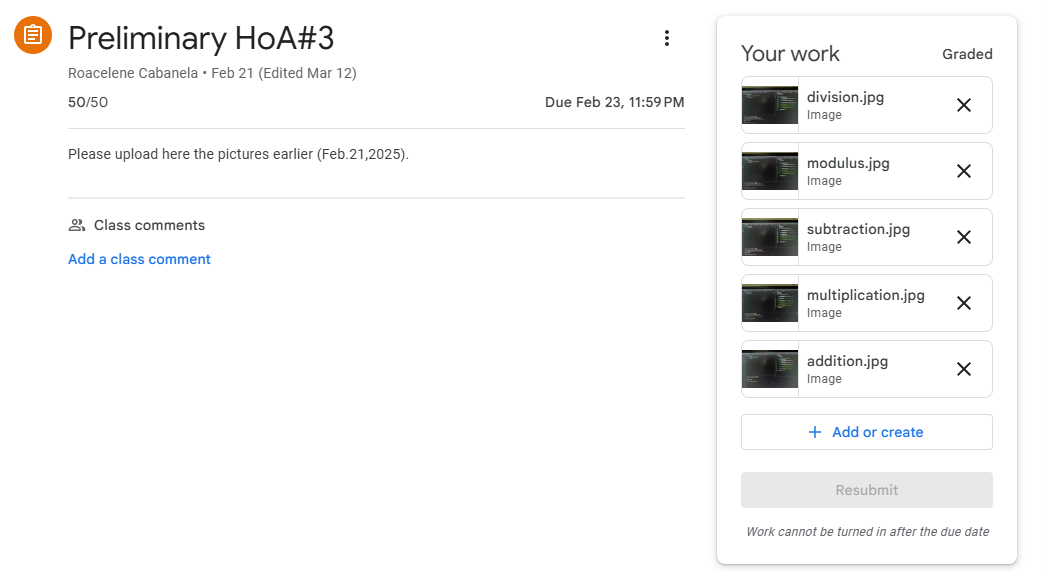 Preliminary HoA#3
Roacelene Cabanela • Feb 21 (Edited Mar 12)
50/50
Due Feb 23, 11:59 PM
Please upload here the pictures earlier (Feb.21,2025).
Class comments
Add a class comment
Your work
Graded
division.jpg
Image
modulus.jpg
Image
subtraction.jpg
Image
multiplication.jpg
Image
addition.jpg
Image
Add or create
Resubmit
Work cannot be turned in after the due date